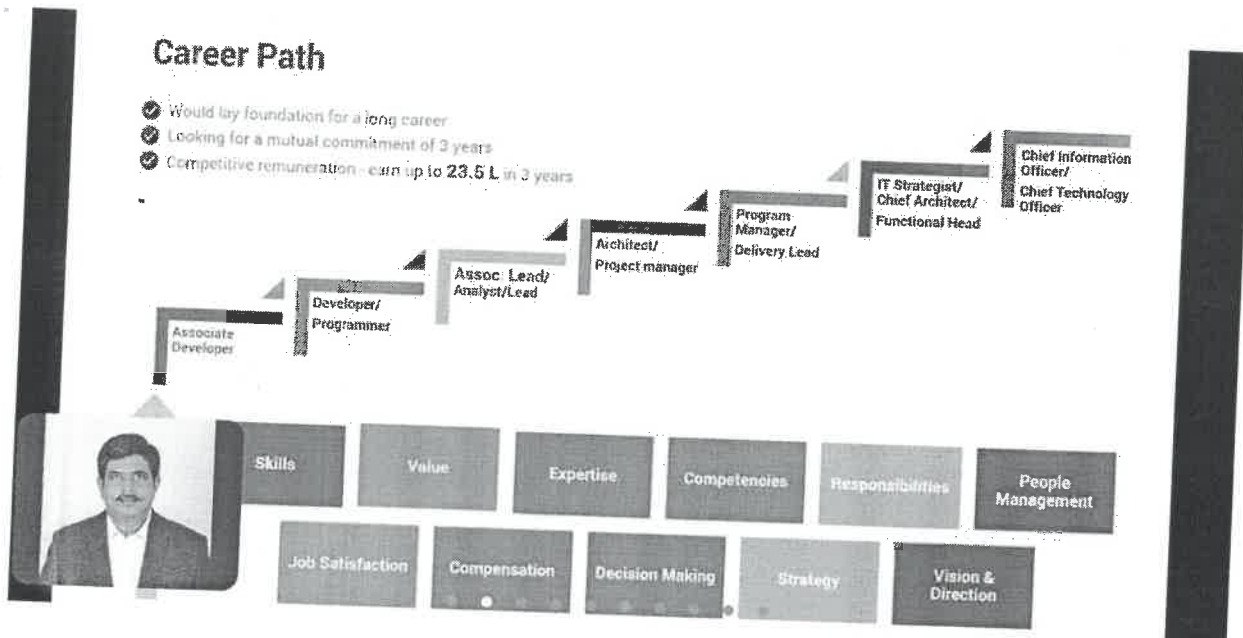 Career Path
Would lay foundation for a long career
Looking for a mutual commitment of 3 years
Competitive remuneration - earn up to 23.5 L in 3 years
Associate
Developer
Developer/
Programmer
Assoc. Lead/
Analyst/Lead
Architect/
Project manager
Program
Manager/
Delivery Lead
IT Strategist/
Chief Architect/
Functional Head
Chief Information
Officer/
Chief Technology
Officer
Skills
Value
Expertise
Competencies
Responsibilities
People
Management
Job Satisfaction
Compensation
Decision Making
Strategy
Vision &
Direction